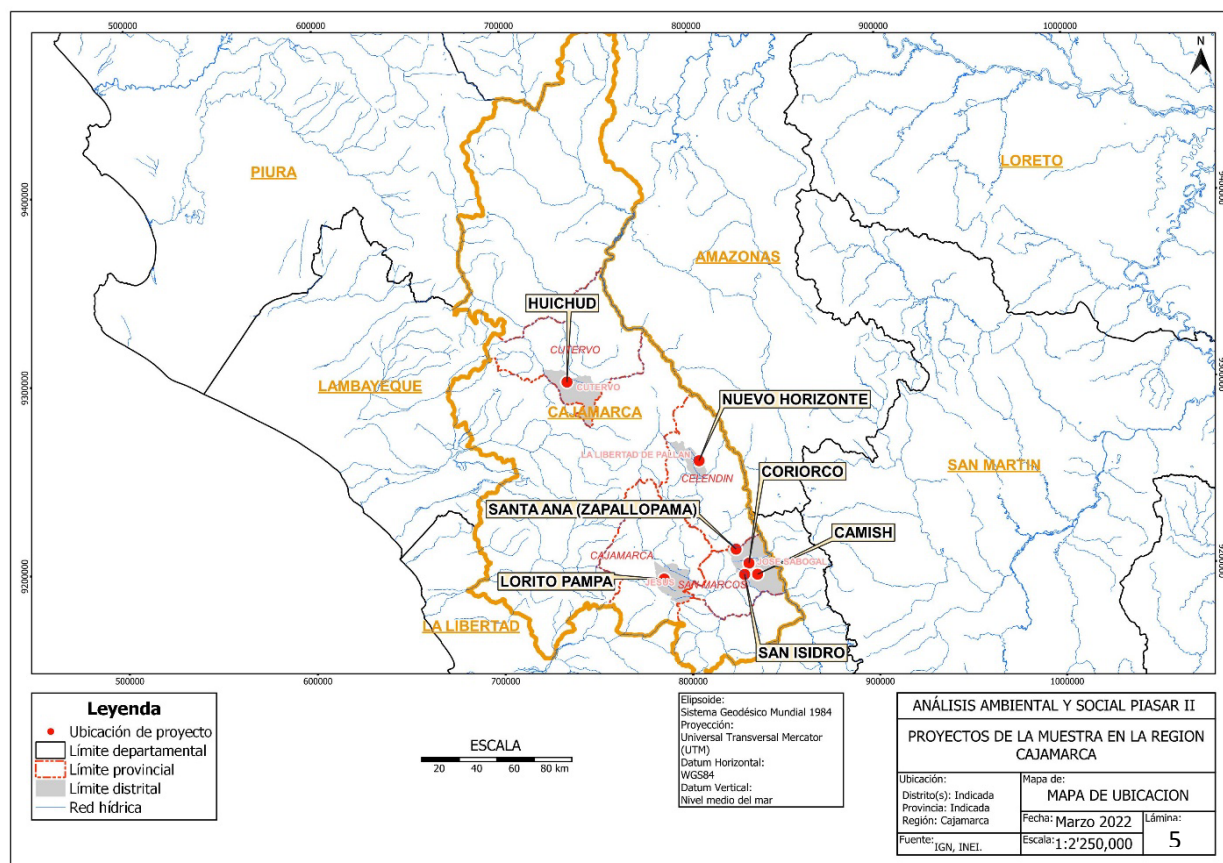 500000 600000 700000 800000 900000 1000000
N
LORETO
PIURA
9400000
9400000
AMAZONAS
HUICHUD
CUTERVO
CUTERVO
LAMBAYEQUE
9300000
9300000
CAJAMARCA
NUEVO HORIZONTE
LA LIBERTAD DE PALLAN
CELENDIN
CORIORCO
SAN MARTIN
SANTA ANA (ZAPALLOPAMA)
CAMISH
CAJAMARCA
JOSE SABOGAL
9200000
9200000
LORITO PAMPA
JESUS
SAN MARCOS
LA LIBERTAD
SAN ISIDRO
500000 600000 700000 800000 900000 1000000
Leyenda
Ubicación de proyecto
Límite departamental
Límite provincial
Límite distrital
Red hídrica
ESCALA
20 40 60 80 km
Elipsoide:
Sistema Geodésico Mundial 1984
Proyección:
Universal Transversal Mercator
(UTM)
Datum Horizontal:
WGS84
Datum Vertical:
Nivel medio del mar
ANÁLISIS AMBIENTAL Y SOCIAL PIASAR II
PROYECTOS DE LA MUESTRA EN LA REGION
CAJAMARCA
Ubicación:
Distrito(s): Indicada
Provincia: Indicada
Región: Cajamarca
Mapa de:
MAPA DE UBICACION
Fecha: Marzo 2022
Lámina:
5
Fuente: IGN, INEI.
Escala: 1:2'250,000